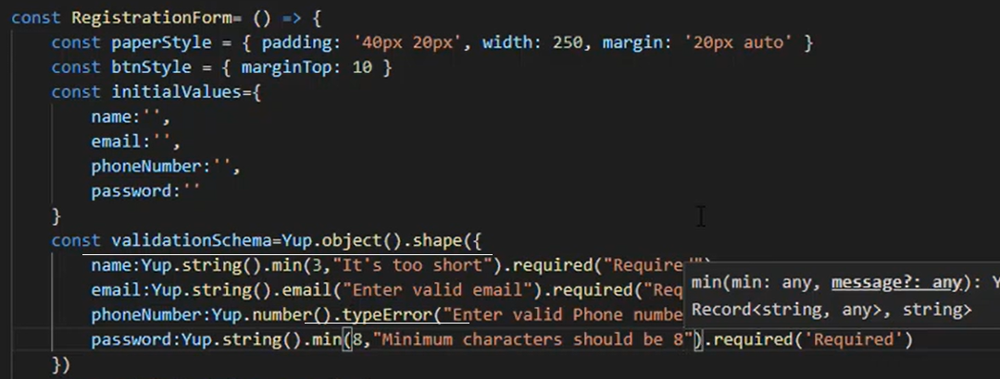 const RegistrationForm= () => {
const paperStyle = { padding: '40px 20px', width: 250, margin: '20px auto' }
const btnStyle = { marginTop: 10 }
const initialValues={
name:'',
email:'',
phoneNumber:'',
password:''
}
const validationSchema=Yup.object().shape({
name:Yup.string().min(3,"It's too short").required("Require
email:Yup.string().email("Enter valid email").required("Req
phoneNumber:Yup.number().typeError("Enter valid Phone numbe
min(min: any, message?: any): Y
Record<string, any>, string>
password:Yup.string().min(8,"Minimum characters should be 8").required('Required')
})